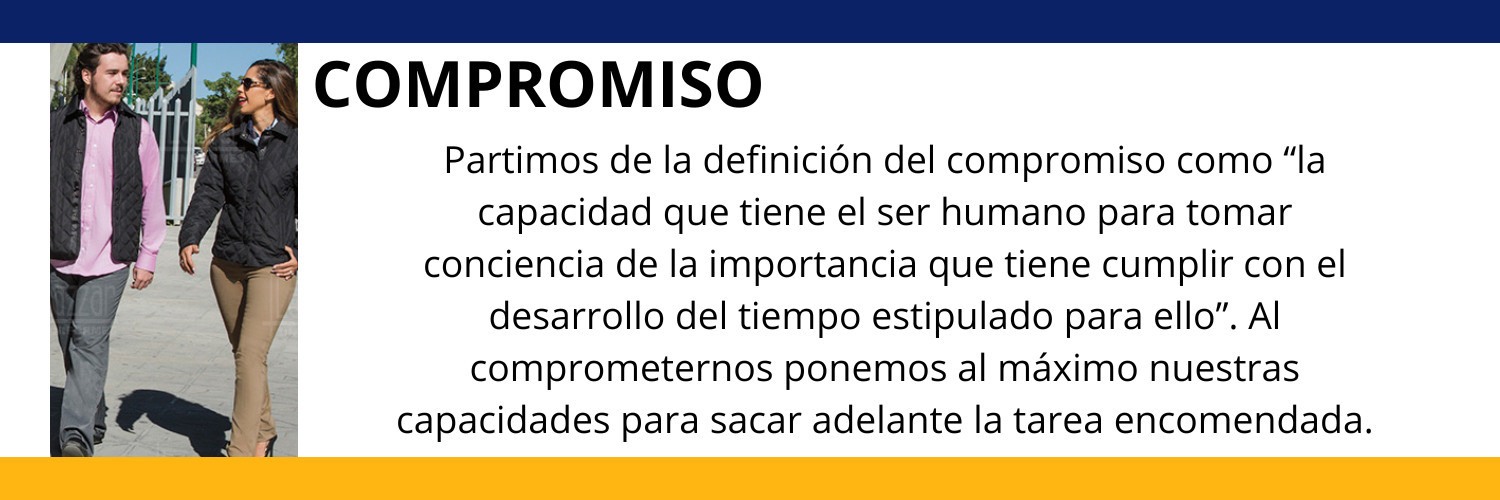 COMPROMISO
Partimos de la definición del compromiso como “la
capacidad que tiene el ser humano para tomar
conciencia de la importancia que tiene cumplir con el
desarrollo del tiempo estipulado para ello”. Al
comprometernos ponemos al máximo nuestras
capacidades para sacar adelante la tarea encomendada.